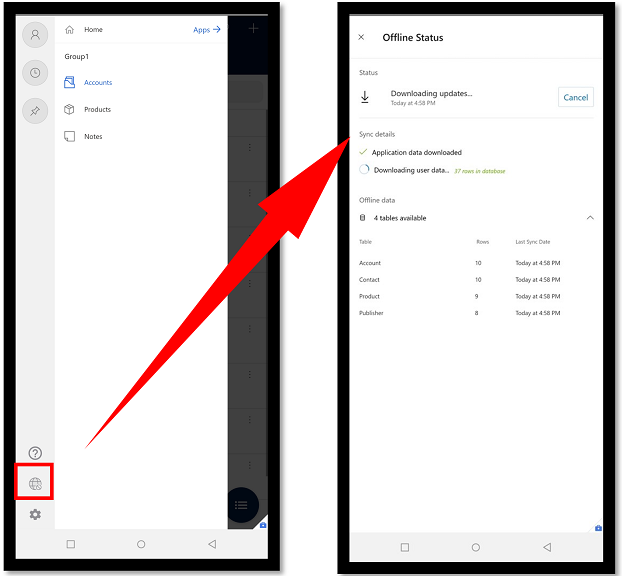 Home
Apps
Group1
Accounts
Products
Notes
Offline Status
Status
Downloading updates...
Today at 4:58 PM
Cancel
Sync details
Application data downloaded
Downloading user data... 37 rows in database
Offline data
4 tables available
Table Rows Last Sync Date
Account 10 Today at 4:58 PM
Contact 10 Today at 4:58 PM
Product 9 Today at 4:58 PM
Publisher 8 Today at 4:58 PM